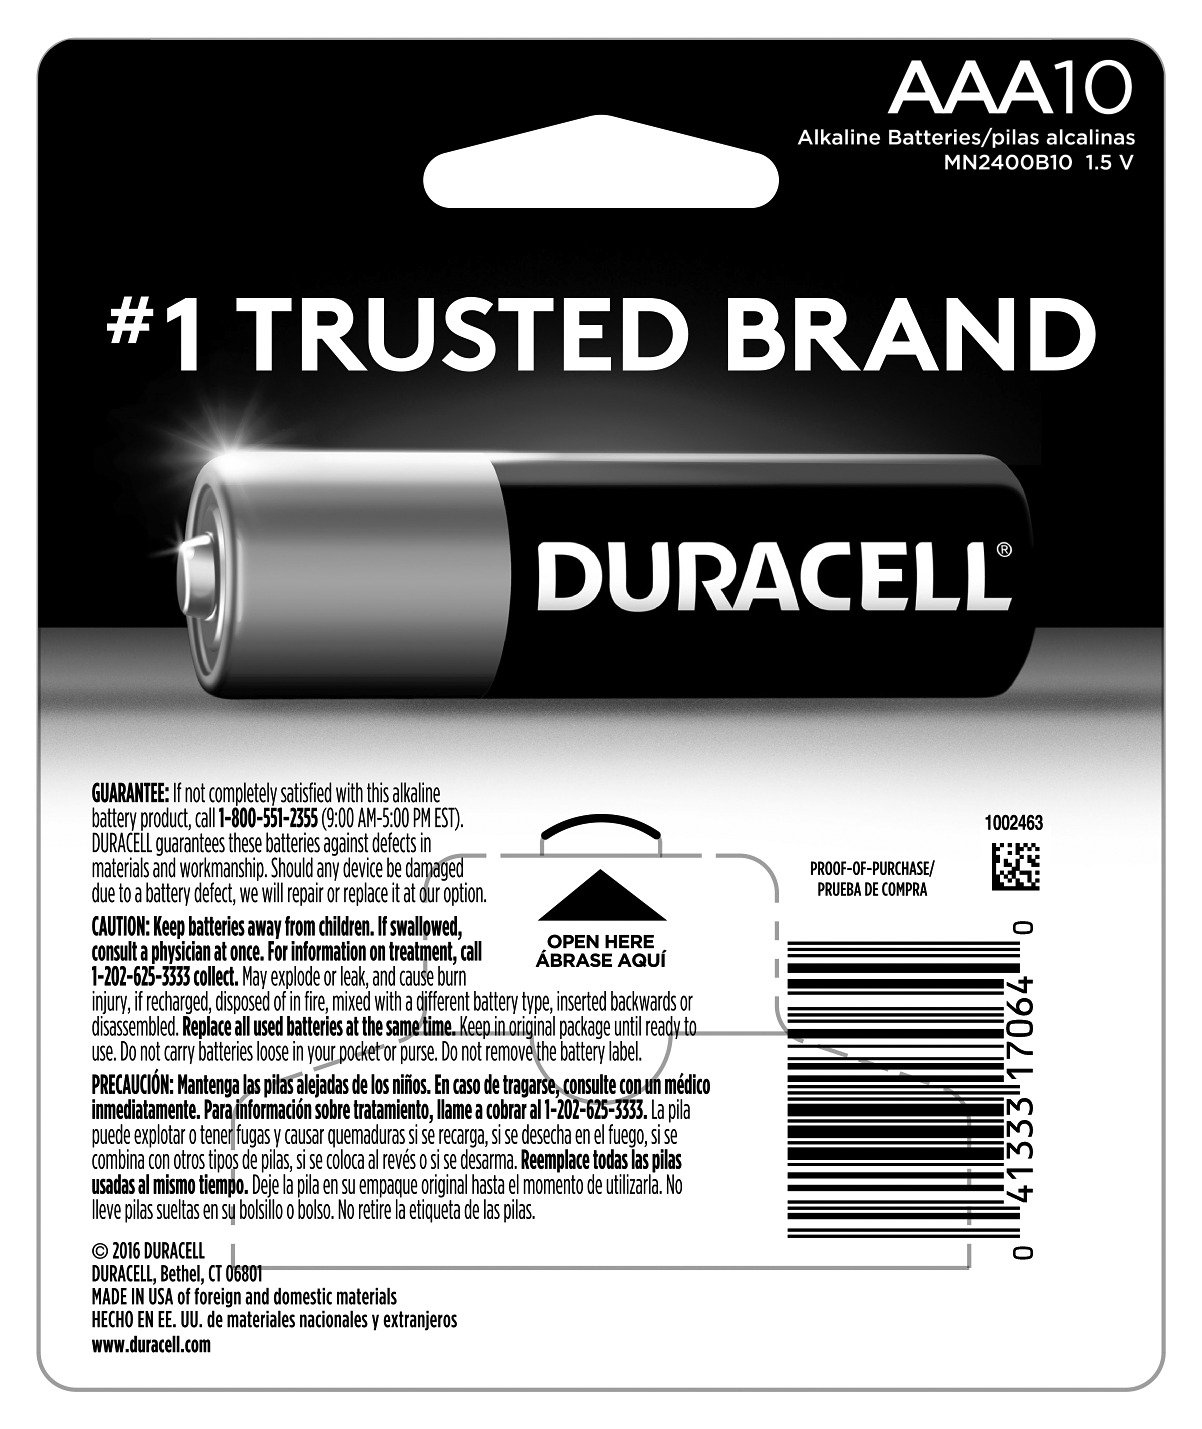 AAA10
Alkaline Batteries/pilas alcalinas
MN2400B10 1.5 V
#1 TRUSTED BRAND
DURACELL®
GUARANTEE: If not completely satisfied with this alkaline
battery product, call 1-800-551-2355 (9:00 AM-5:00 PM EST).
DURACELL guarantees these batteries against defects in
materials and workmanship. Should any device be damaged
due to a battery defect, we will repair or replace it at our option.
CAUTION: Keep batteries away from children. If swallowed,
consult a physician at once. For information on treatment, call
1-202-625-3333 collect. May explode or leak, and cause burn
injury, if recharged, disposed of in fire, mixed with a different battery type, inserted backwards or
disassembled. Replace all used batteries at the same time. Keep in original package until ready to
use. Do not carry batteries loose in your pocket or purse. Do not remove the battery label.
PRECAUCIÓN: Mantenga las pilas alejadas de los niños. En caso de tragarse, consulte con un médico
inmediatamente. Para información sobre tratamiento, llame a cobrar al 1-202-625-3333. La pila
puede explotar o tener fugas y causar quemaduras si se recarga, si se desecha en el fuego, si se
combina con otros tipos de pilas, si se coloca al revés o si se desarma. Reemplace todas las pilas
usadas al mismo tiempo. Deje la pila en su empaque original hasta el momento de utilizarla. No
lleve pilas sueltas en su bolsillo o bolso. No retire la etiqueta de las pilas.
© 2016 DURACELL
DURACELL, Bethel, CT 06801
MADE IN USA of foreign and domestic materials
HECHO EN EE. UU. de materiales nacionales y extranjeros
www.duracell.com
OPEN HERE
ÁBRASE AQUÍ
1002463
PROOF-OF-PURCHASE/
PRUEBA DE COMPRA
0 41333 17064 0